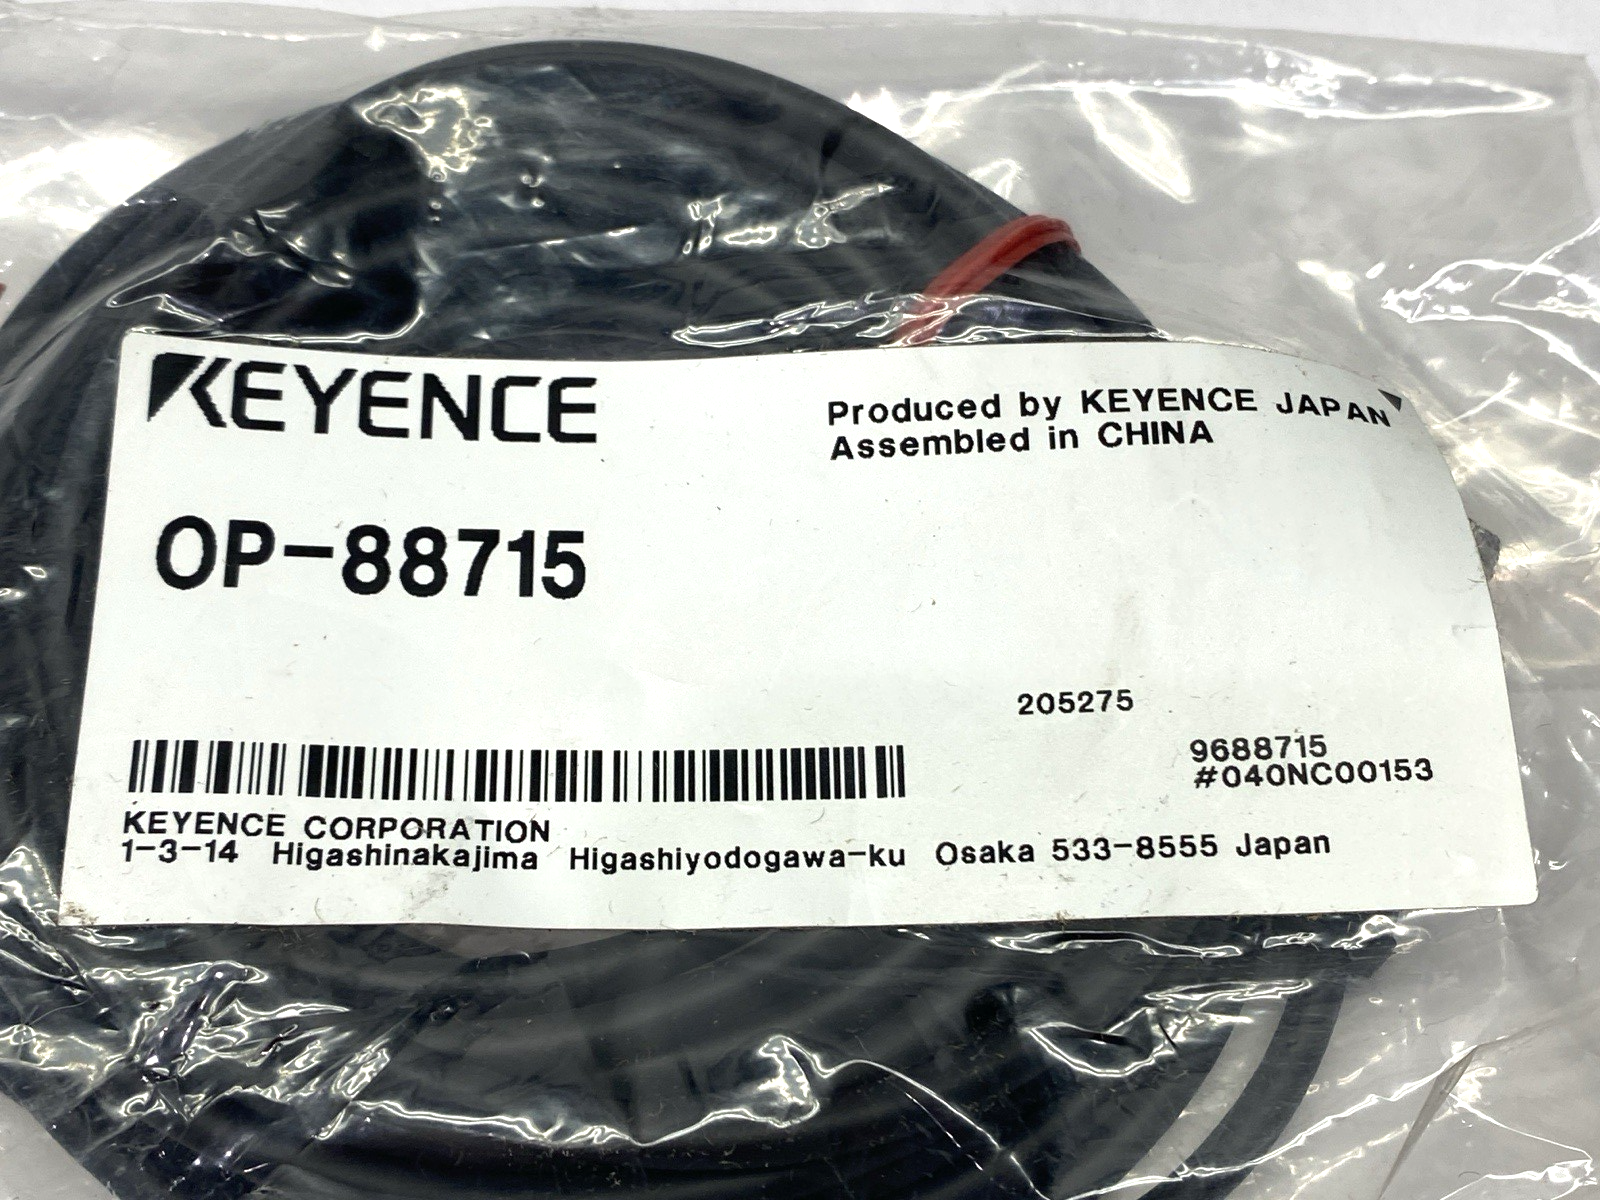 KEYENCE
Produced by KEYENCE JAPAN
Assembled in CHINA
OP-88715
205275
9688715
#040NC00153
KEYENCE CORPORATION
1-3-14 Higashinakajima Higashiyodogawa-ku Osaka 533-8555 Japan